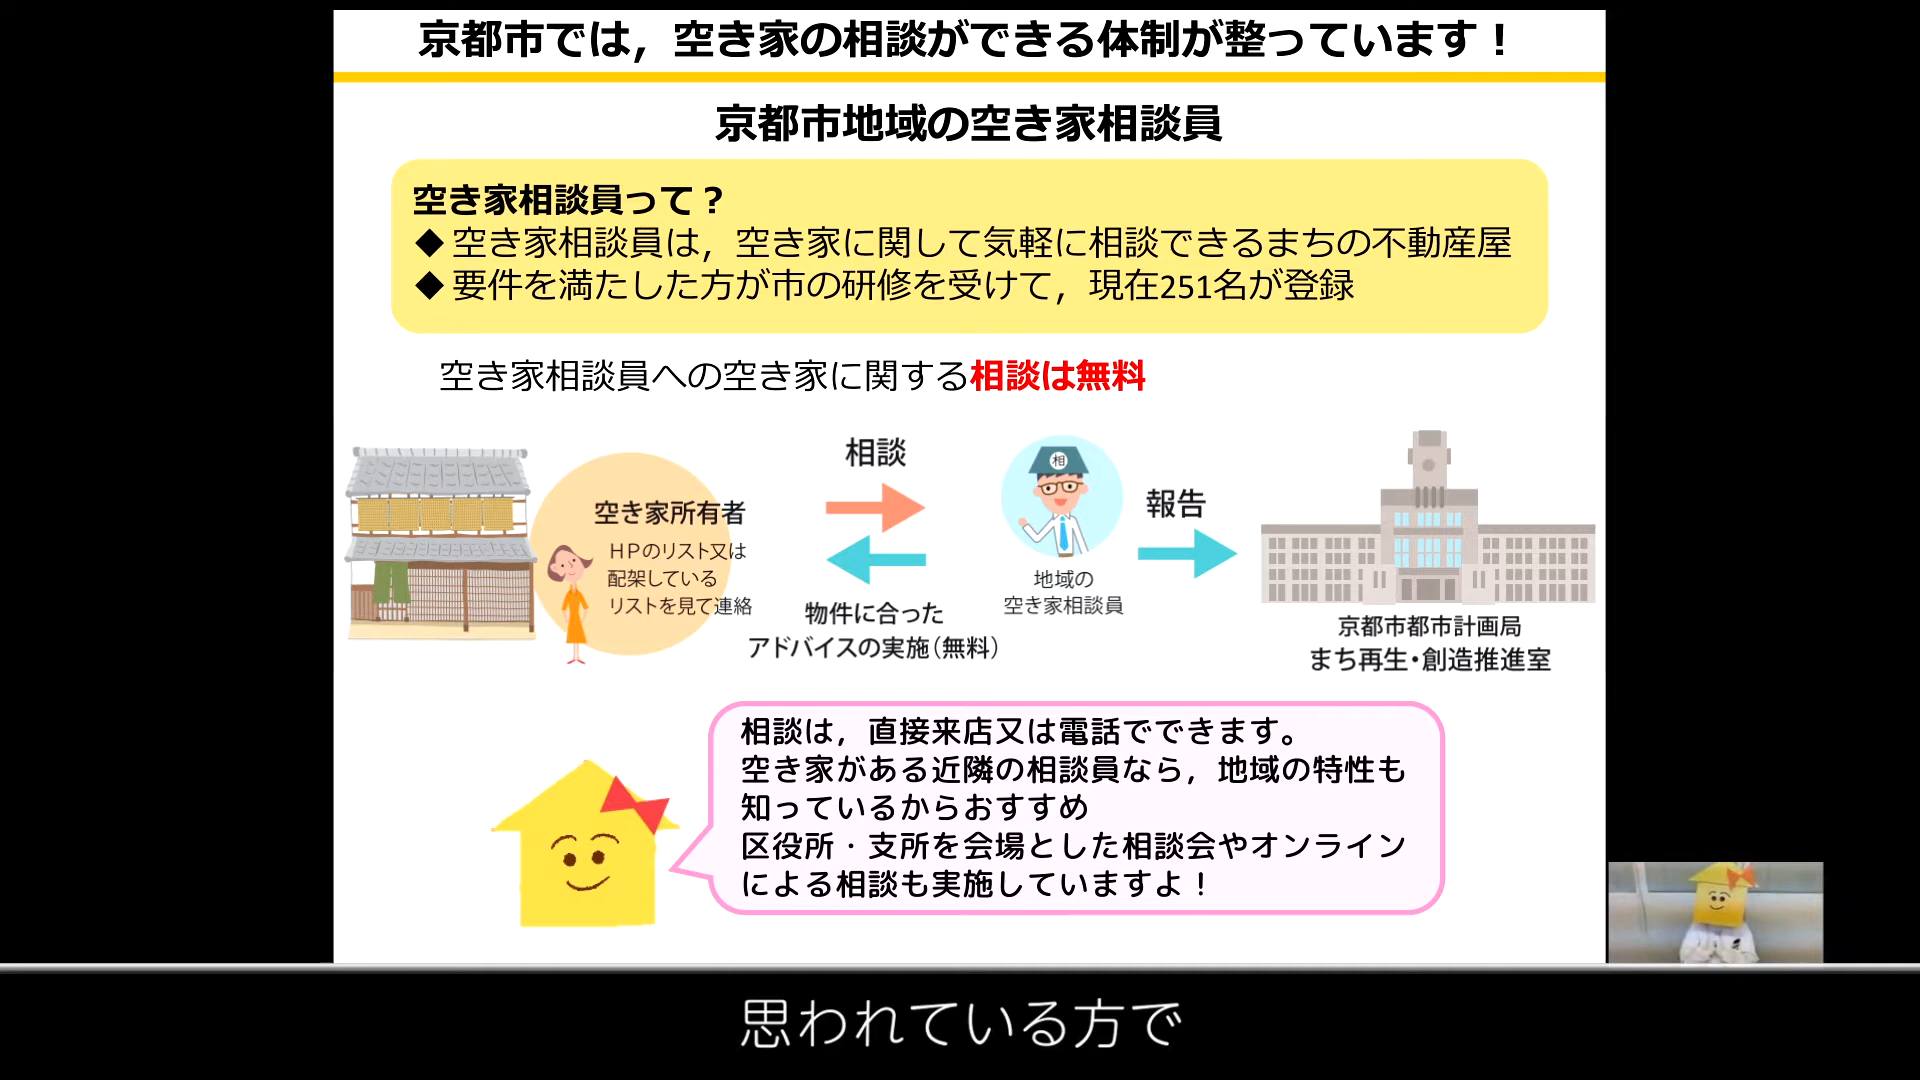 京都市では，空き家の相談ができる体制が整っています！
京都市地域の空き家相談員
空き家相談員って？
◆ 空き家相談員は，空き家に関して気軽に相談できるまちの不動産屋
◆ 要件を満たした方が市の研修を受けて，現在251名が登録
空き家相談員への空き家に関する相談は無料
空き家所有者
HPのリスト又は
配架している
リストを見て連絡
相談
物件に合った
アドバイスの実施（無料）
相
地域の
空き家相談員
報告
京都市都市計画局
まち再生・創造推進室
相談は，直接来店又は電話でできます。
空き家がある近隣の相談員なら，地域の特性も
知っているからおすすめ
区役所・支所を会場とした相談会やオンライン
による相談も実施していますよ！
思われている方で